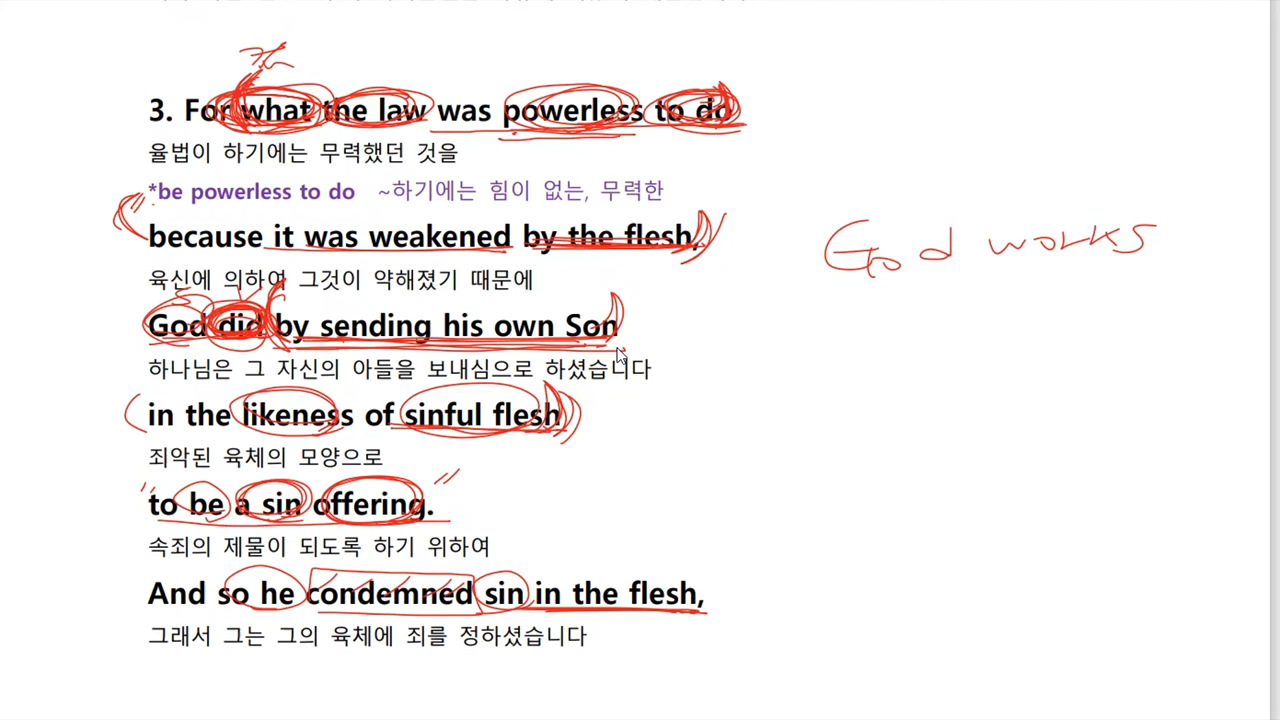 3. For what the law was powerless to do
율법이 하기에는 무력했던 것을
*be powerless to do ~하기에는 힘이 없는, 무력한
because it was weakened by the flesh,
육신에 의하여 그것이 약해졌기 때문에
God works
God did by sending his own Son
하나님은 그 자신의 아들을 보내심으로 하셨습니다
in the likeness of sinful flesh
죄악된 육체의 모양으로
to be a sin offering.
속죄의 제물이 되도록 하기 위하여
And so he condemned sin in the flesh,
그래서 그는 그의 육체에 죄를 정하셨습니다